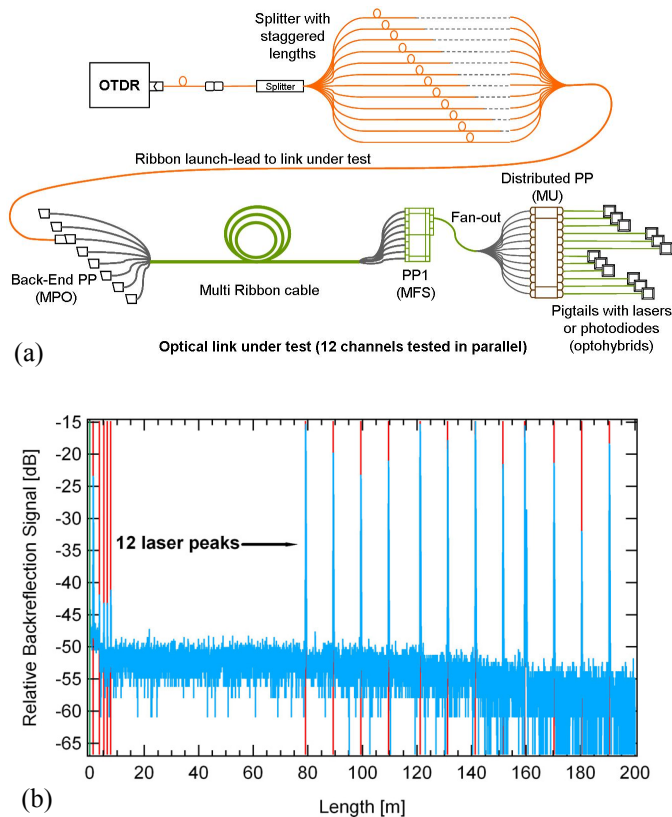 Splitter with
staggered
lengths
OTDR
Splitter
Ribbon launch-lead to link under test
Distributed PP
(MU)
Fan-out
Back-End PP
(MPO)
Multi Ribbon cable
PP1
(MFS)
Pigtails with lasers
or photodiodes
(optohybrids)
(a)
Optical link under test (12 channels tested in parallel)
Relative Backreflection Signal [dB]
-15
-20
-25
-30
-35
-40
-45
-50
-55
-60
-65
12 laser peaks
0 20 40 60 80 100 120 140 160 180 200
(b)
Length [m]